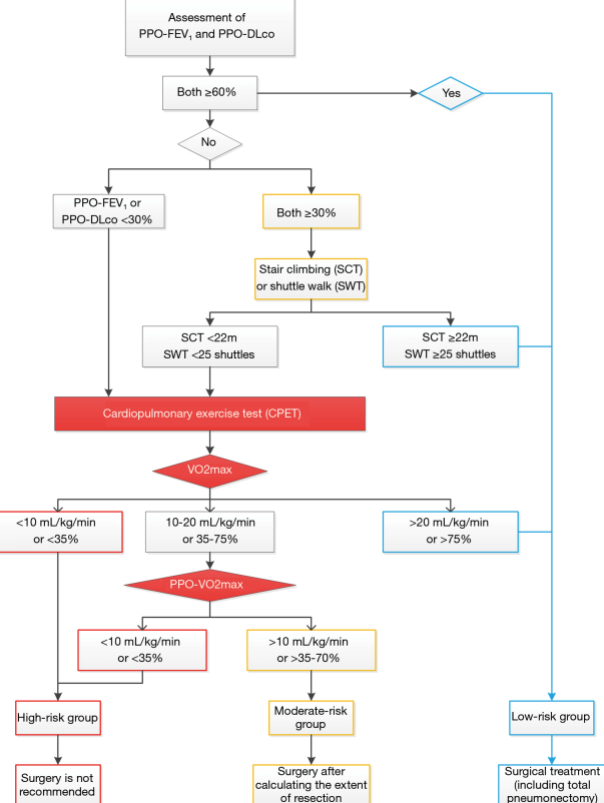 Assessment of
PPO-FEV₁ and PPO-DLco
Both ≥60%
Yes
No
PPO-FEV₁ or
PPO-DLco <30%
Both ≥30%
Stair climbing (SCT)
or shuttle walk (SWT)
SCT <22m
SWT <25 shuttles
SCT ≥22m
SWT ≥25 shuttles
Cardiopulmonary exercise test (CPET)
VO2max
<10 mL/kg/min
or <35%
10-20 mL/kg/min
or 35-75%
>20 mL/kg/min
or >75%
PPO-VO2max
<10 mL/kg/min
or <35%
>10 mL/kg/min
or >35-70%
High-risk group
Moderate-risk
group
Low-risk group
Surgery is not
recommended
Surgery after
calculating the extent
of resection
Surgical treatment
(including total
pneumonectomy)